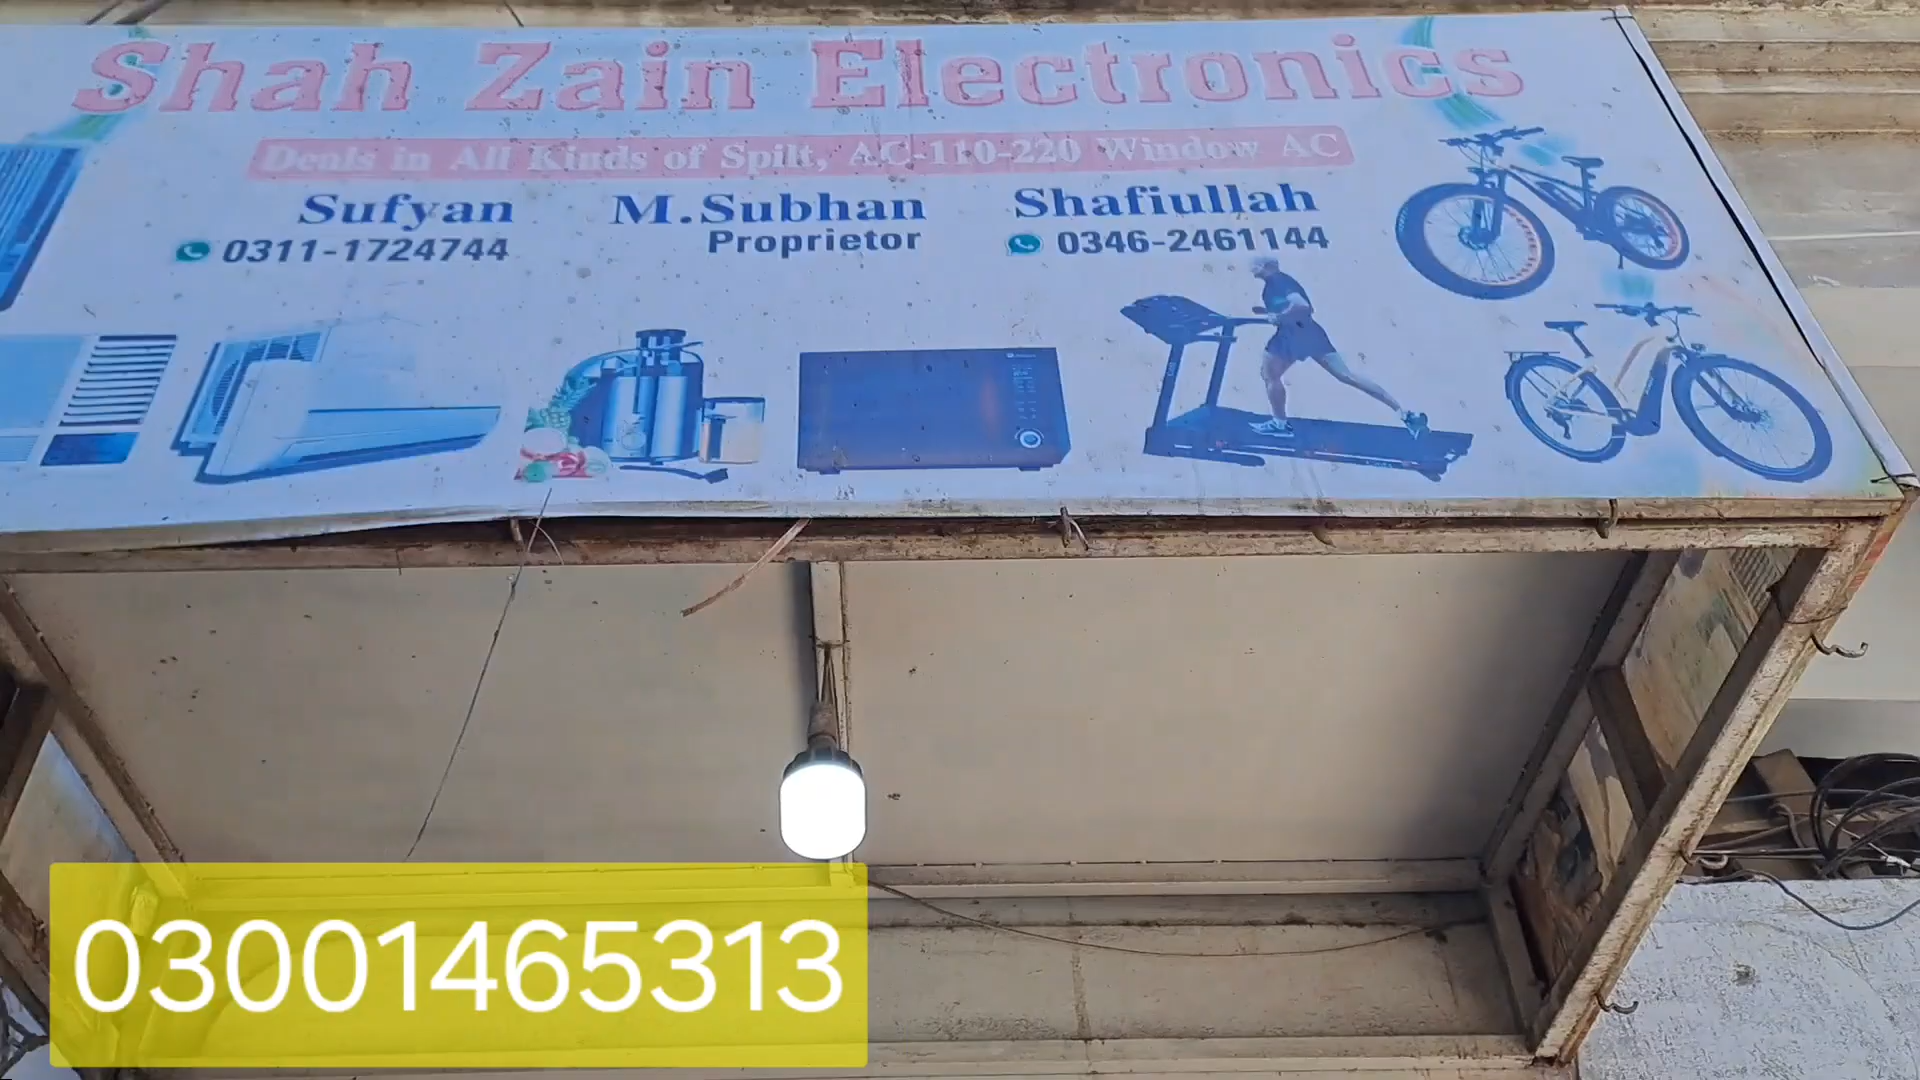 Shah Zain Electronics
Deals in All Kinds of Spilt, AC-110-220 Window AC
Sufyan M.Subhan Shafiullah
0311-1724744 Proprietor 0346-2461144
03001465313